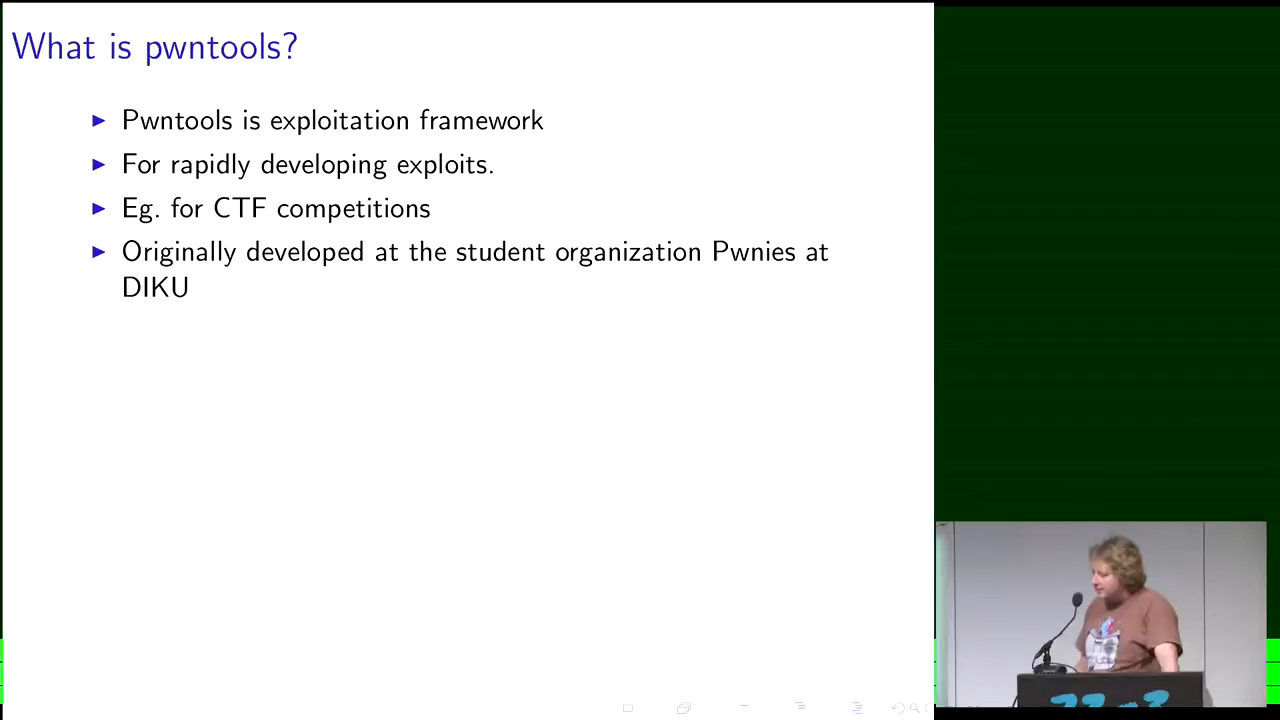 What is pwntools?
Pwntools is exploitation framework
For rapidly developing exploits.
Eg. for CTF competitions
Originally developed at the student organization Pwnies at
DIKU